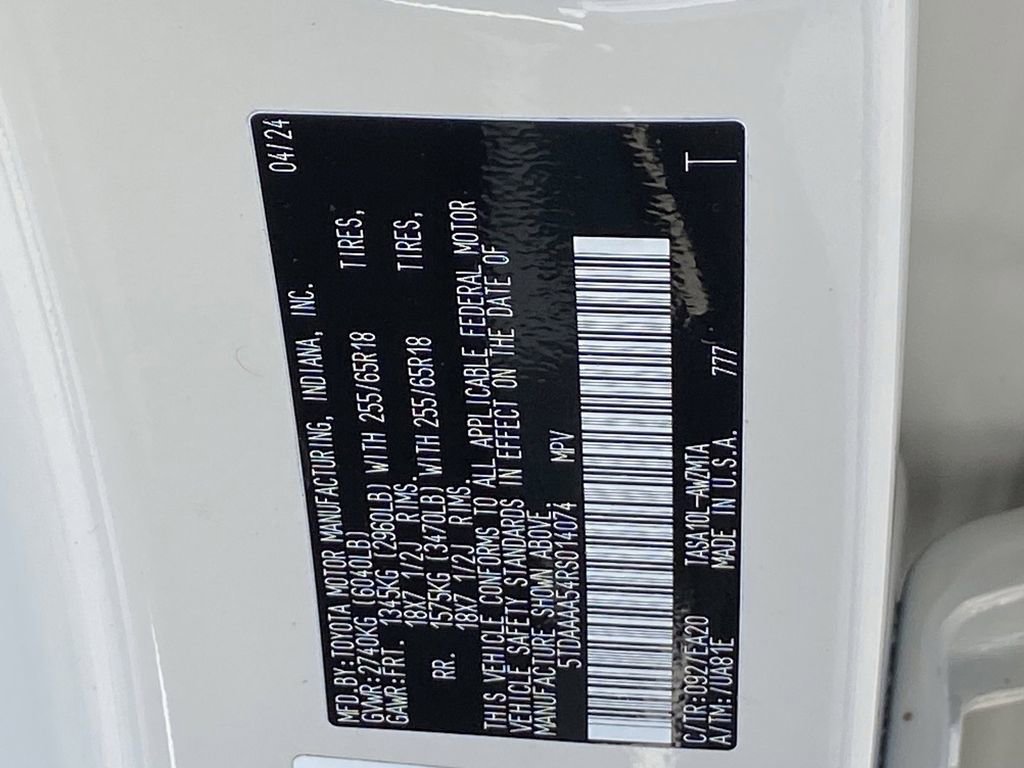 MFD.BY:TOYOTA MOTOR MANUFACTURING, INDIANA, INC. 04/24
GVWR:2740KG (6040LB)
GAWR:FRT. 1345KG (2960LB) WITH 255/65R18 TIRES,
18X7 1/2J RIMS.
RR. 1575KG (3470LB) WITH 255/65R18 TIRES,
18X7 1/2J RIMS.
THIS VEHICLE CONFORMS TO ALL APPLICABLE FEDERAL MOTOR
VEHICLE SAFETY STANDARDS IN EFFECT ON THE DATE OF
MANUFACTURE SHOWN ABOVE.
5TDAAAA54RS014074 MPV
C/TR:097/EA20 TASA10L-AWZMTA
A/TM:/UA81E MADE IN U.S.A. 777 T